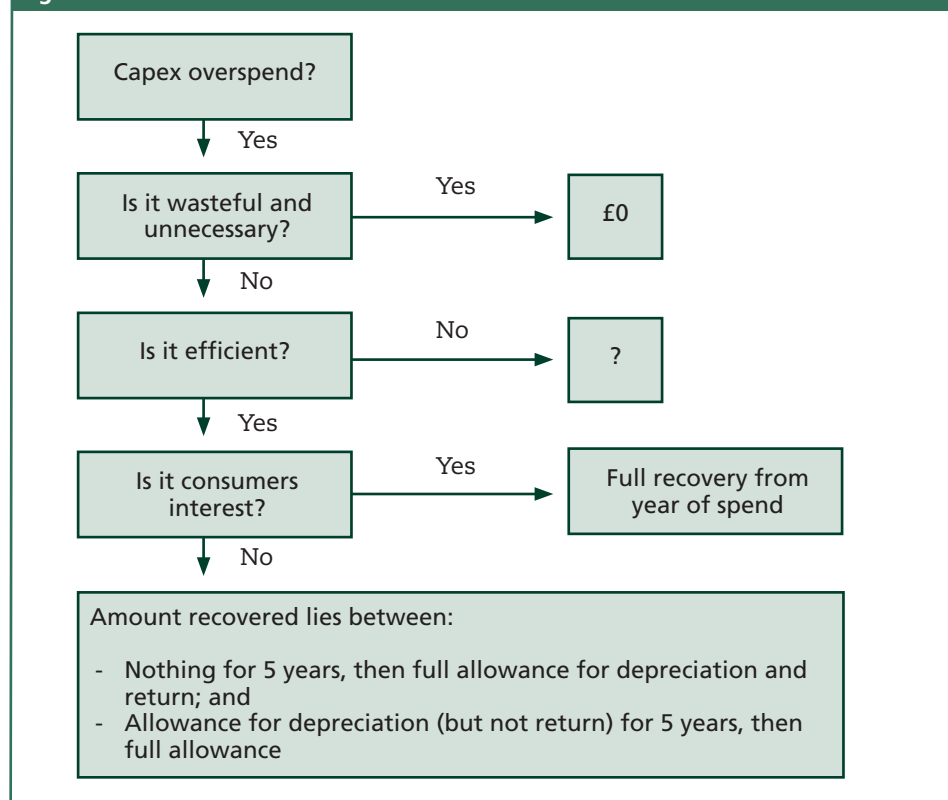 Capex overspend?
Yes
Is it wasteful and
unnecessary?
Yes
£0
No
Is it efficient?
No
?
Yes
Is it consumers
interest?
Yes
Full recovery from
year of spend
No
Amount recovered lies between:
- Nothing for 5 years, then full allowance for depreciation and
return; and
- Allowance for depreciation (but not return) for 5 years, then
full allowance